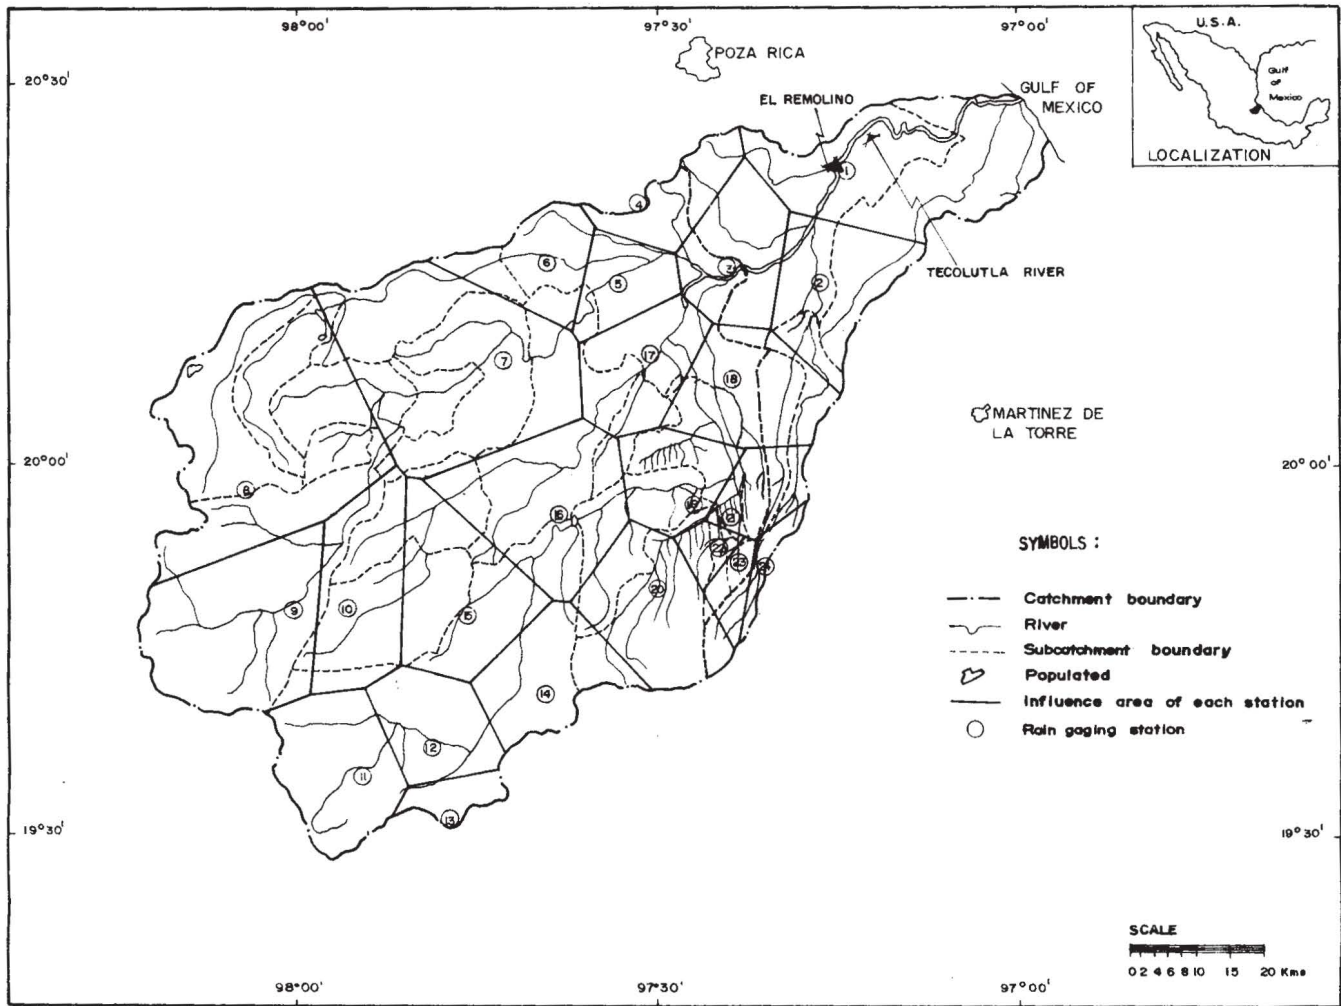 98°00'
97°30'
97°00'
U.S.A.
Gulf
of
Mexico
LOCALIZATION
POZA RICA
20°30'
EL REMOLINO
GULF OF
MEXICO
1
4
TECOLUTLA RIVER
3
6
5
2
7
17
18
MARTINEZ DE
LA TORRE
20°00'
20°00'
8
16
SYMBOLS :
22
23
24
20
9
10
15
Catchment boundary
River
Subcatchment boundary
Populated
Influence area of each station
Rain gaging station
14
12
11
13
19°30'
19°30'
SCALE
0 2 4 6 8 10 15 20 Kms
98°00'
97°30'
97°00'